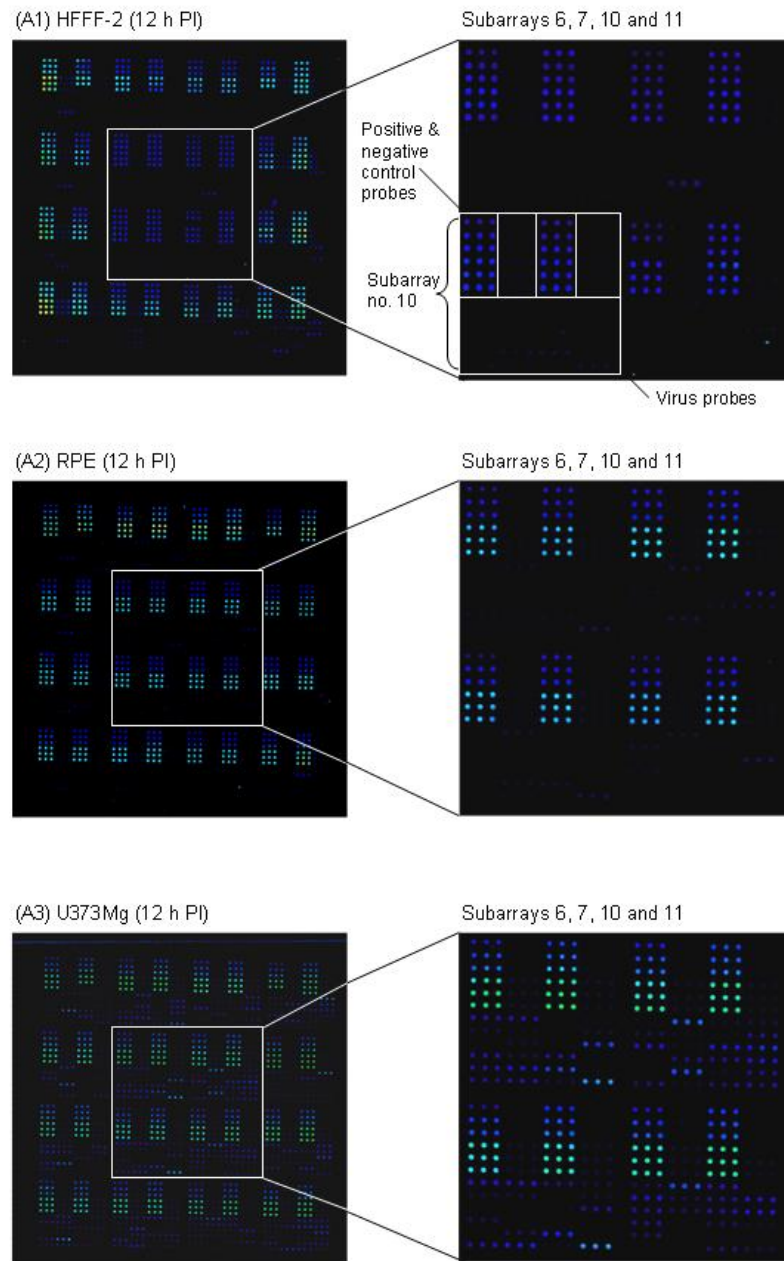 (A1) HFFF-2 (12 h PI)
Subarrays 6, 7, 10 and 11
Positive &
negative
control
probes
Subarray
no. 10
Virus probes
(A2) RPE (12 h PI)
Subarrays 6, 7, 10 and 11
(A3) U373Mg (12 h PI)
Subarrays 6, 7, 10 and 11